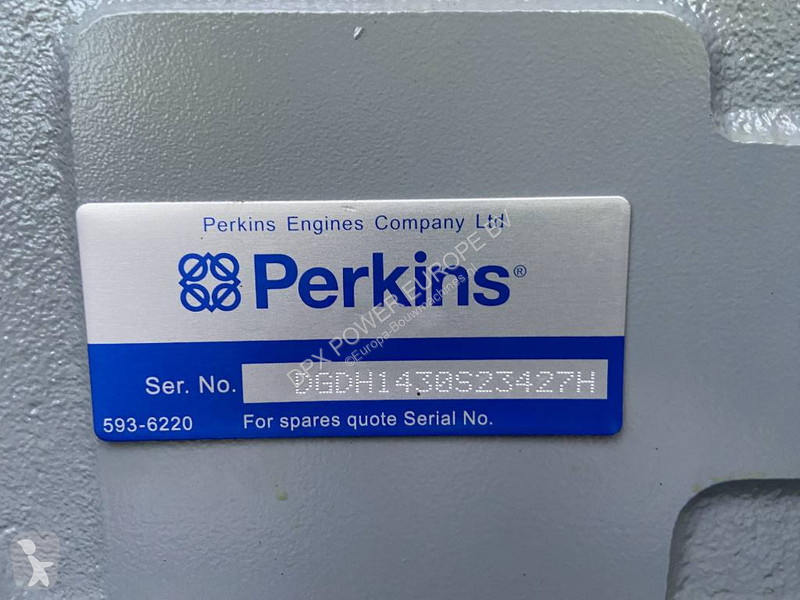 Perkins Engines Company Ltd
Perkins®
Ser. No. DGDH1430S23427H
593-6220 For spares quote Serial No.
DPX POWER EUROPE BV
©Europa-Bouwmachines.nl